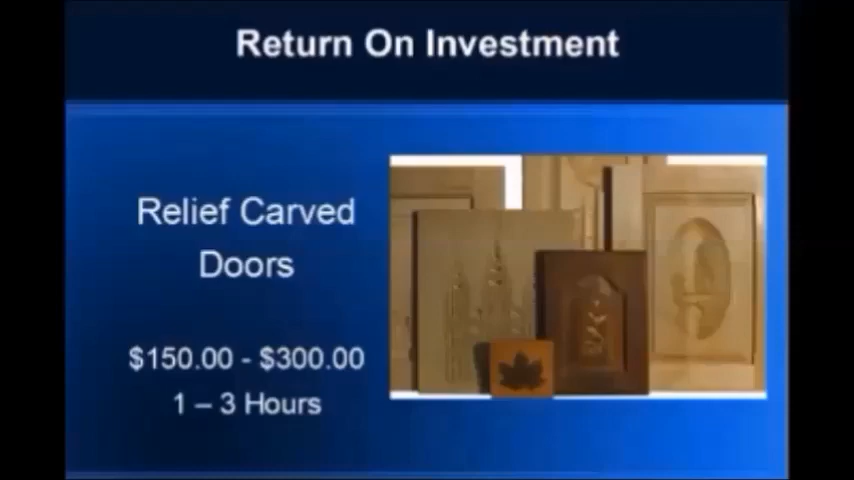 Return On Investment
Relief Carved
Doors
$150.00 - $300.00
1 – 3 Hours